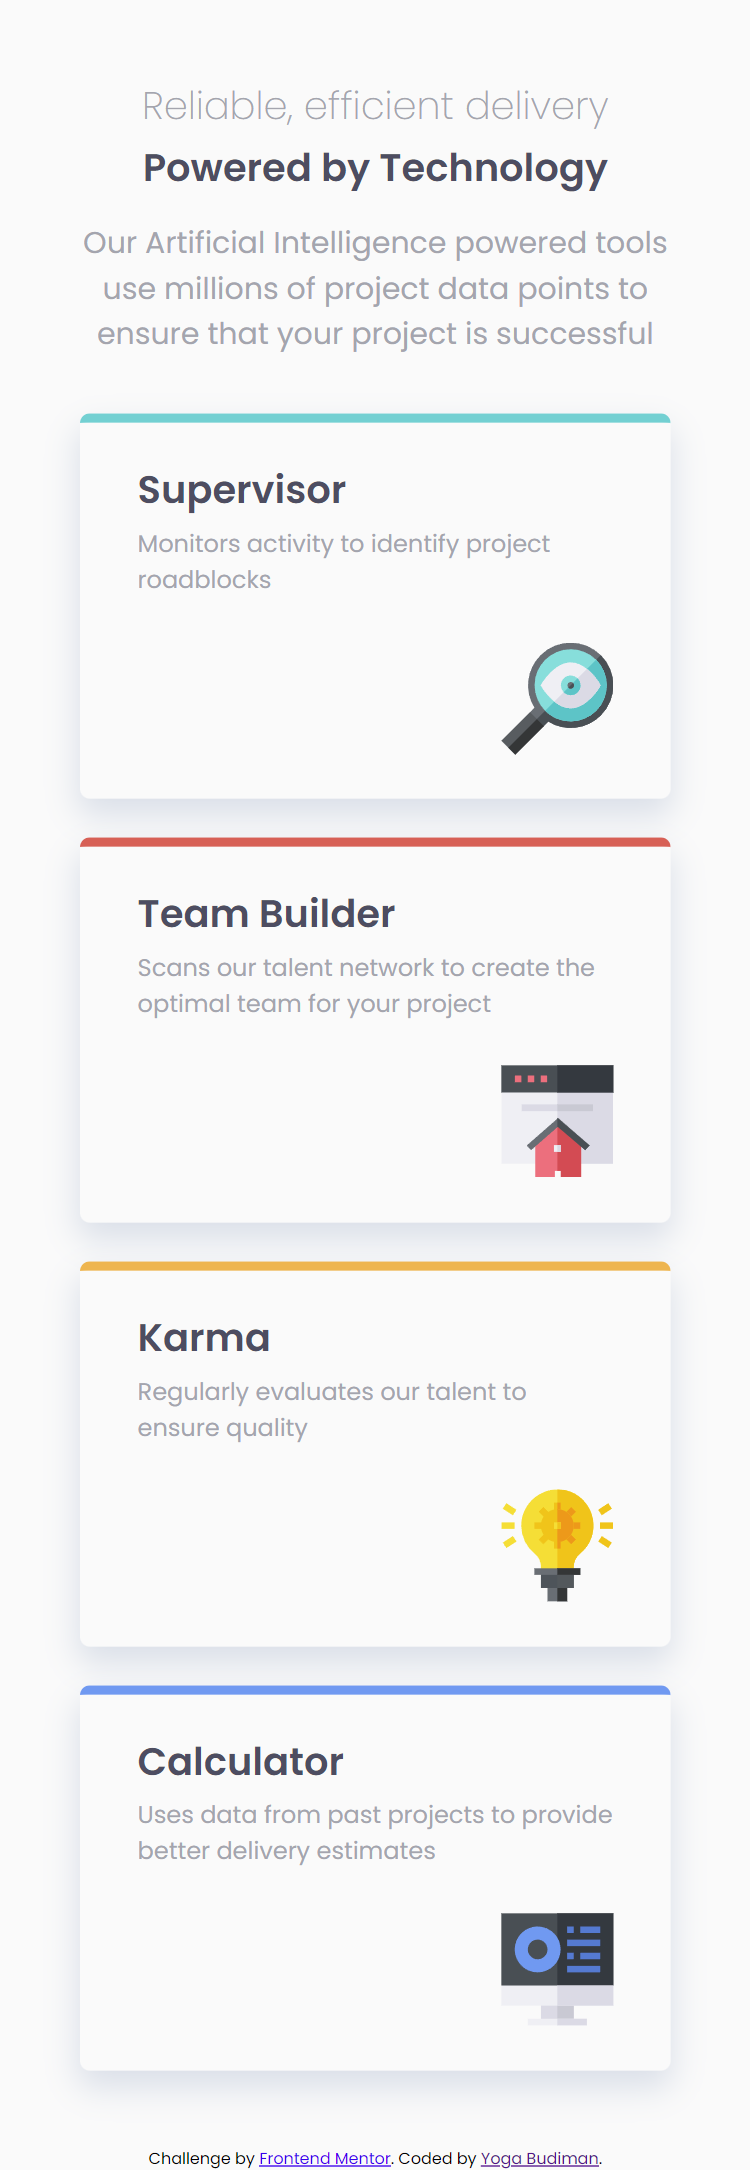 Reliable, efficient delivery
Powered by Technology
Our Artificial Intelligence powered tools
use millions of project data points to
ensure that your project is successful
Supervisor
Monitors activity to identify project
roadblocks
Team Builder
Scans our talent network to create the
optimal team for your project
Karma
Regularly evaluates our talent to
ensure quality
Calculator
Uses data from past projects to provide
better delivery estimates
Challenge by Frontend Mentor. Coded by Yoga Budiman.